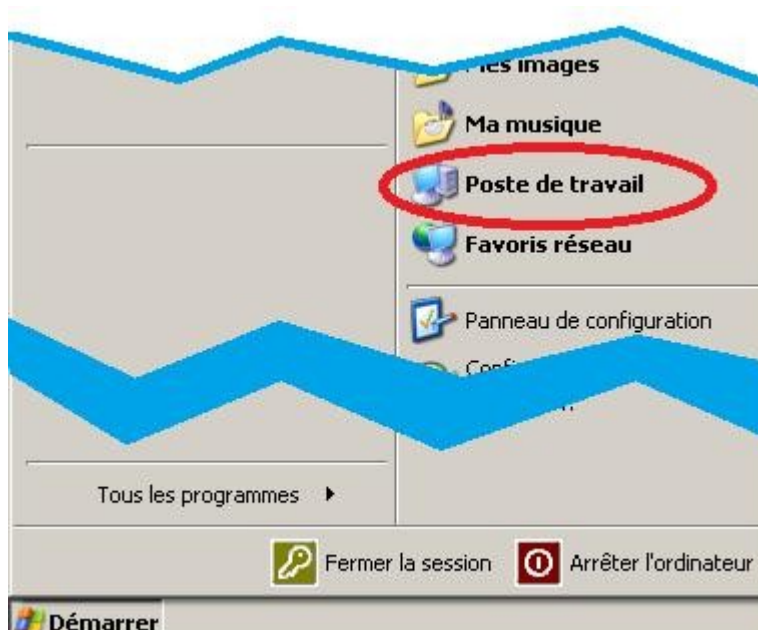 Mes images
Ma musique
Poste de travail
Favoris réseau
Panneau de configuration
Tous les programmes
Fermer la session
Arrêter l'ordinateur
Démarrer